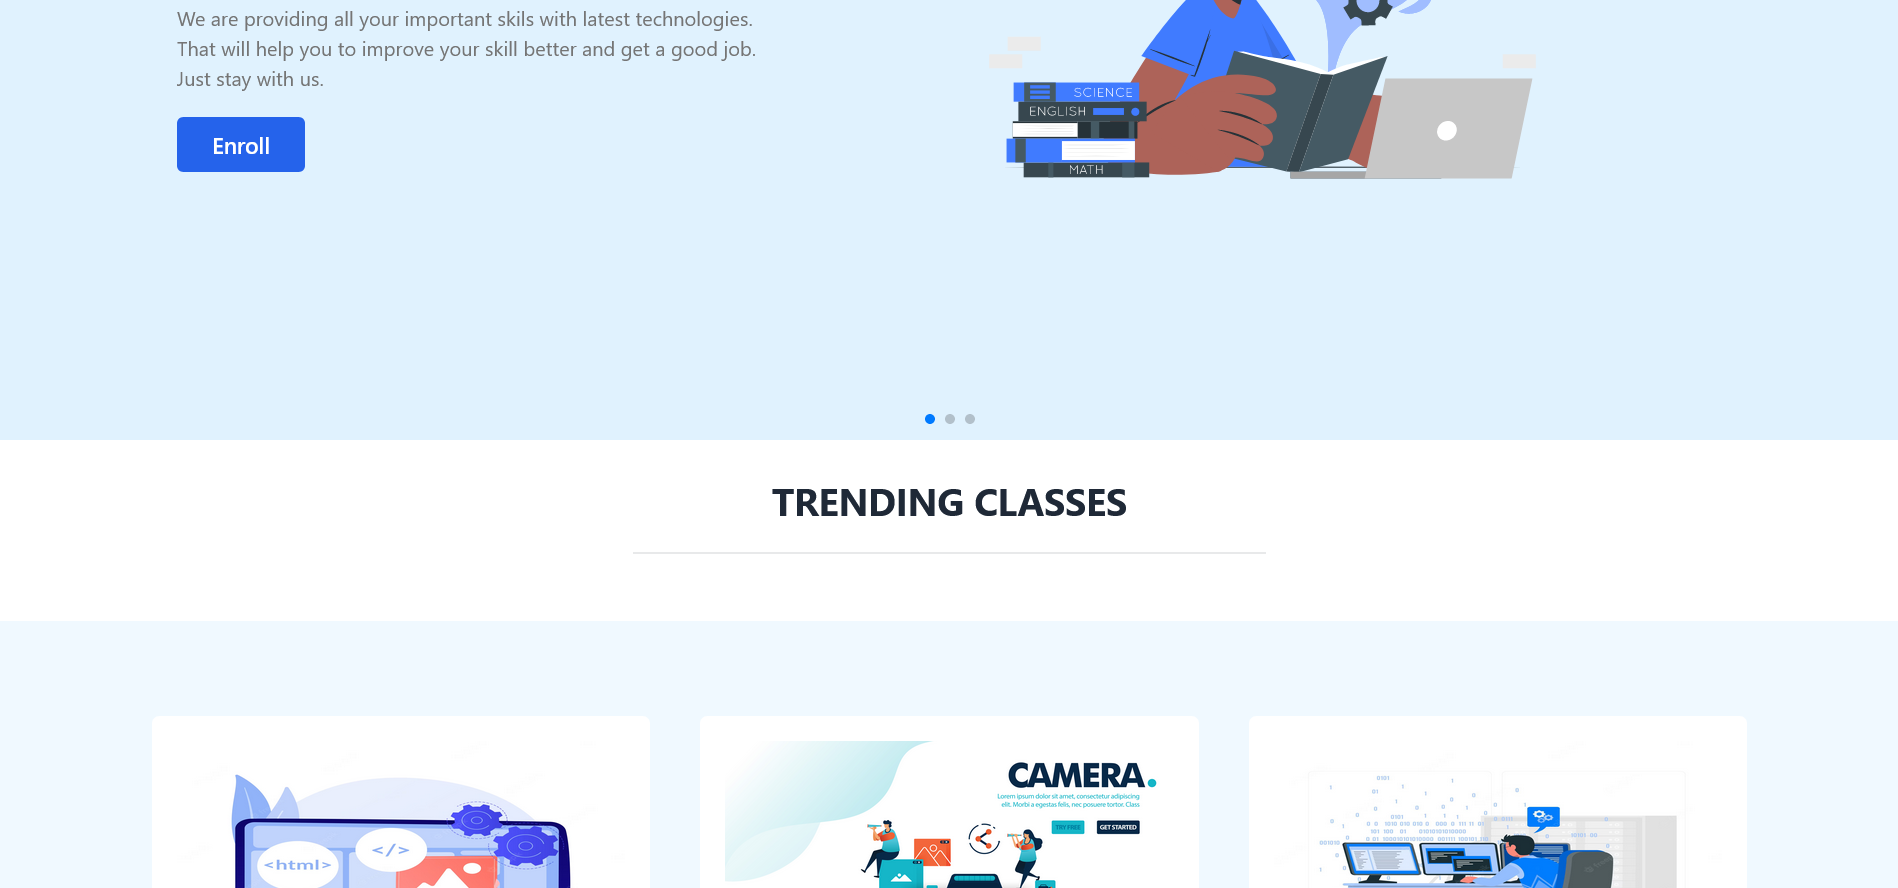 We are providing all your important skils with latest technologies.
That will help you to improve your skill better and get a good job.
Just stay with us.
Enroll
SCIENCE
ENGLISH
MATH
TRENDING CLASSES
<html>
</>
CAMERA.
Lorem ipsum dolor sit amet, consectetur adipiscing
elit. Morbi a egestas felis, nec posuere tortor. Class
TRY FREE
GET STARTED